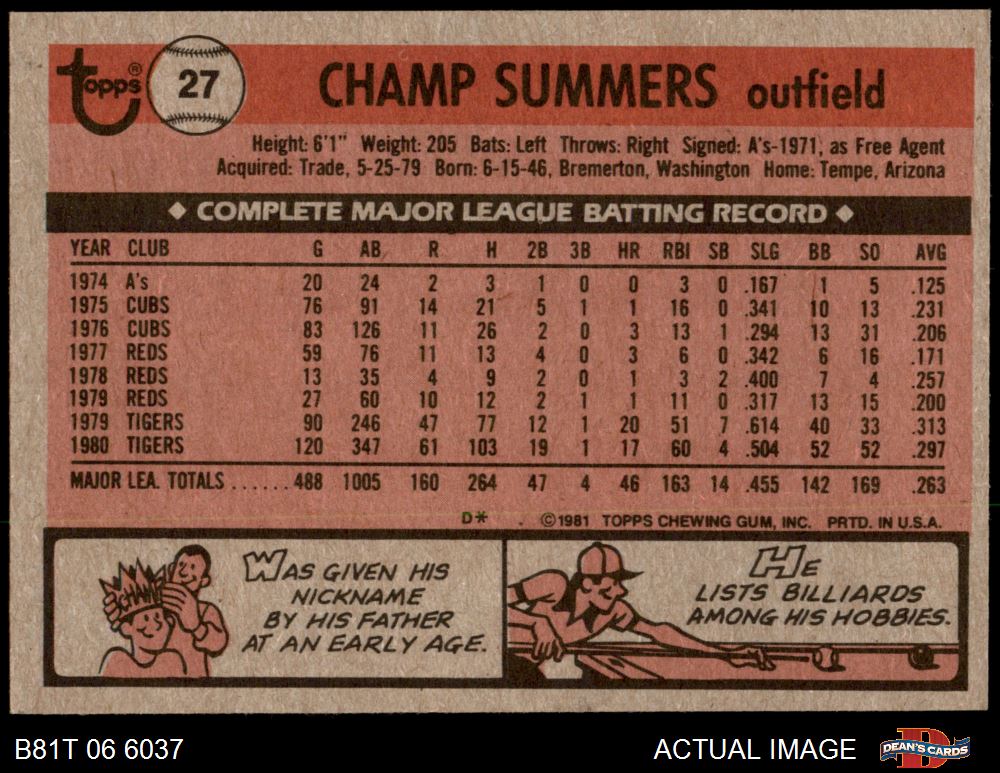 Topps® 27 CHAMP SUMMERS outfield
Height: 6'1" Weight: 205 Bats: Left Throws: Right Signed: A's-1971, as Free Agent
Acquired: Trade, 5-25-79 Born: 6-15-46, Bremerton, Washington Home: Tempe, Arizona
◆ COMPLETE MAJOR LEAGUE BATTING RECORD ◆
YEAR CLUB G AB R H 2B 3B HR RBI SB SLG BB SO AVG
1974 A's 20 24 2 3 1 0 0 3 0 .167 1 5 .125
1975 CUBS 76 91 14 21 5 1 1 16 0 .341 10 13 .231
1976 CUBS 83 126 11 26 2 0 3 13 1 .294 13 31 .206
1977 REDS 59 76 11 13 4 0 3 6 0 .342 6 16 .171
1978 REDS 13 35 4 9 2 0 1 3 2 .400 7 4 .257
1979 REDS 27 60 10 12 2 1 1 11 0 .317 13 15 .200
1979 TIGERS 90 246 47 77 12 1 20 51 7 .614 40 33 .313
1980 TIGERS 120 347 61 103 19 1 17 60 4 .504 52 52 .297
MAJOR LEA. TOTALS ......488 1005 160 264 47 4 46 163 14 .455 142 169 .263
D* . ©1981 TOPPS CHEWING GUM, INC. PRTD. IN U.S.A.
CHAMP
WAS GIVEN HIS
NICKNAME
BY HIS FATHER
AT AN EARLY AGE.
HE
LISTS BILLIARDS
AMONG HIS HOBBIES.
B81T 06 6037 ACTUAL IMAGE DEAN'S CARDS